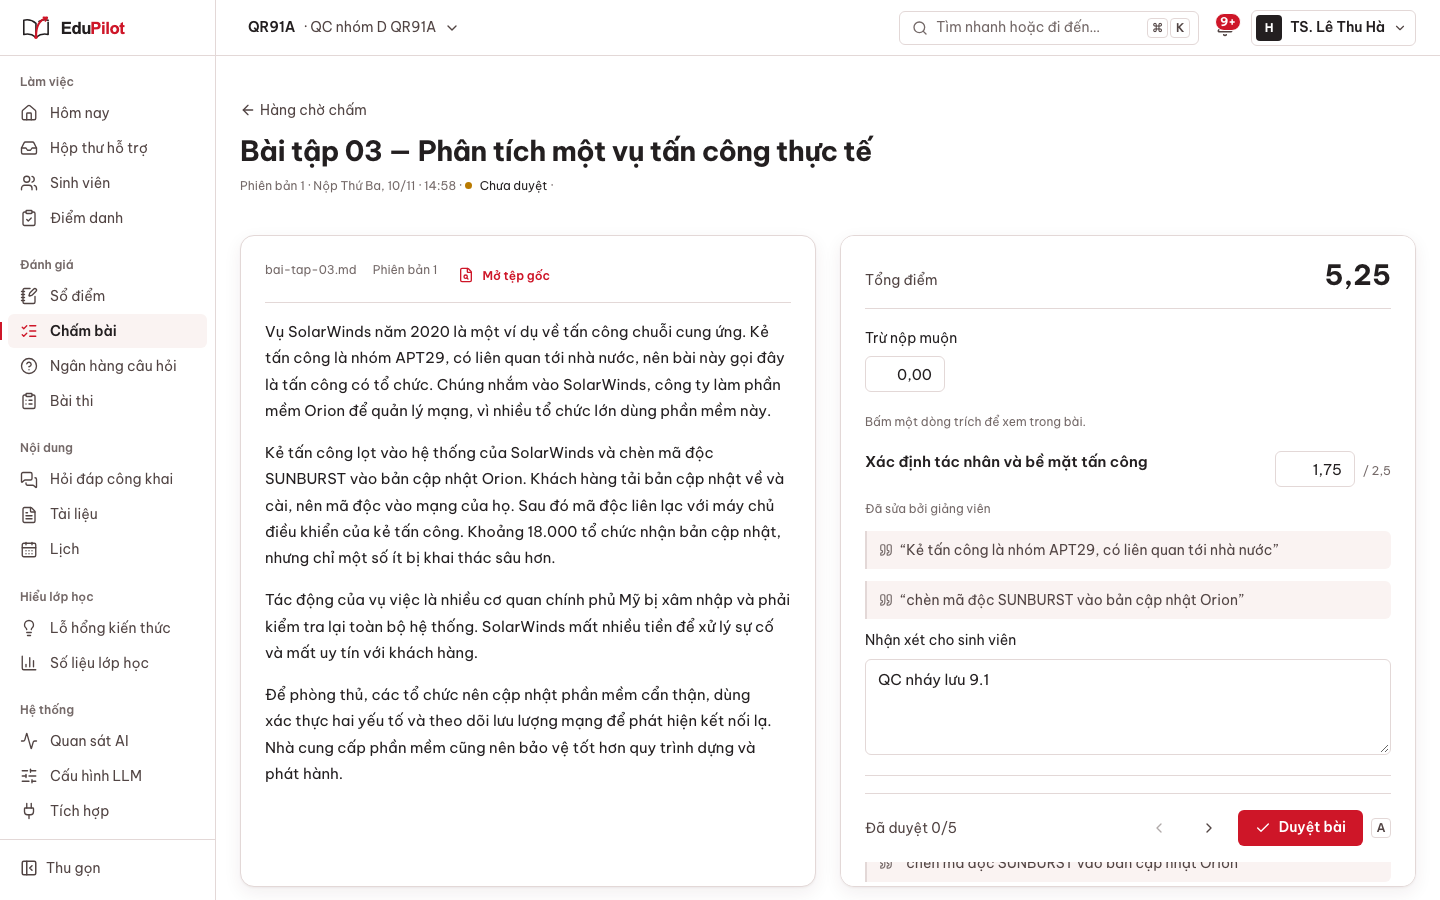 EduPilot
QR91A · QC nhóm D QR91A
Tìm nhanh hoặc đi đến...
⌘ K
9+
H
TS. Lê Thu Hà
Làm việc
Hôm nay
Hộp thư hỗ trợ
Sinh viên
Điểm danh
Đánh giá
Sổ điểm
Chấm bài
Ngân hàng câu hỏi
Bài thi
Nội dung
Hỏi đáp công khai
Tài liệu
Lịch
Hiểu lớp học
Lỗ hổng kiến thức
Số liệu lớp học
Hệ thống
Quan sát AI
Cấu hình LLM
Tích hợp
Thu gọn
← Hàng chờ chấm
Bài tập 03 — Phân tích một vụ tấn công thực tế
Phiên bản 1 · Nộp Thứ Ba, 10/11 · 14:58 · Chưa duyệt ·
bai-tap-03.md Phiên bản 1 Mở tệp gốc
Vụ SolarWinds năm 2020 là một ví dụ về tấn công chuỗi cung ứng. Kẻ
tấn công là nhóm APT29, có liên quan tới nhà nước, nên bài này gọi đây
là tấn công có tổ chức. Chúng nhắm vào SolarWinds, công ty làm phần
mềm Orion để quản lý mạng, vì nhiều tổ chức lớn dùng phần mềm này.
Kẻ tấn công lọt vào hệ thống của SolarWinds và chèn mã độc
SUNBURST vào bản cập nhật Orion. Khách hàng tải bản cập nhật về và
cài, nên mã độc vào mạng của họ. Sau đó mã độc liên lạc với máy chủ
điều khiển của kẻ tấn công. Khoảng 18.000 tổ chức nhận bản cập nhật,
nhưng chỉ một số ít bị khai thác sâu hơn.
Tác động của vụ việc là nhiều cơ quan chính phủ Mỹ bị xâm nhập và phải
kiểm tra lại toàn bộ hệ thống. SolarWinds mất nhiều tiền để xử lý sự cố
và mất uy tín với khách hàng.
Để phòng thủ, các tổ chức nên cập nhật phần mềm cẩn thận, dùng
xác thực hai yếu tố và theo dõi lưu lượng mạng để phát hiện kết nối lạ.
Nhà cung cấp phần mềm cũng nên bảo vệ tốt hơn quy trình dựng và
phát hành.
Tổng điểm 5,25
Trừ nộp muộn
0,00
Bấm một dòng trích để xem trong bài.
Xác định tác nhân và bề mặt tấn công 1,75 / 2,5
Đã sửa bởi giảng viên
“Kẻ tấn công là nhóm APT29, có liên quan tới nhà nước”
“chèn mã độc SUNBURST vào bản cập nhật Orion”
Nhận xét cho sinh viên
QC nháy lưu 9.1
Đã duyệt 0/5
Duyệt bài
A
“chèn mã độc SUNBURST vào bản cập nhật Orion”